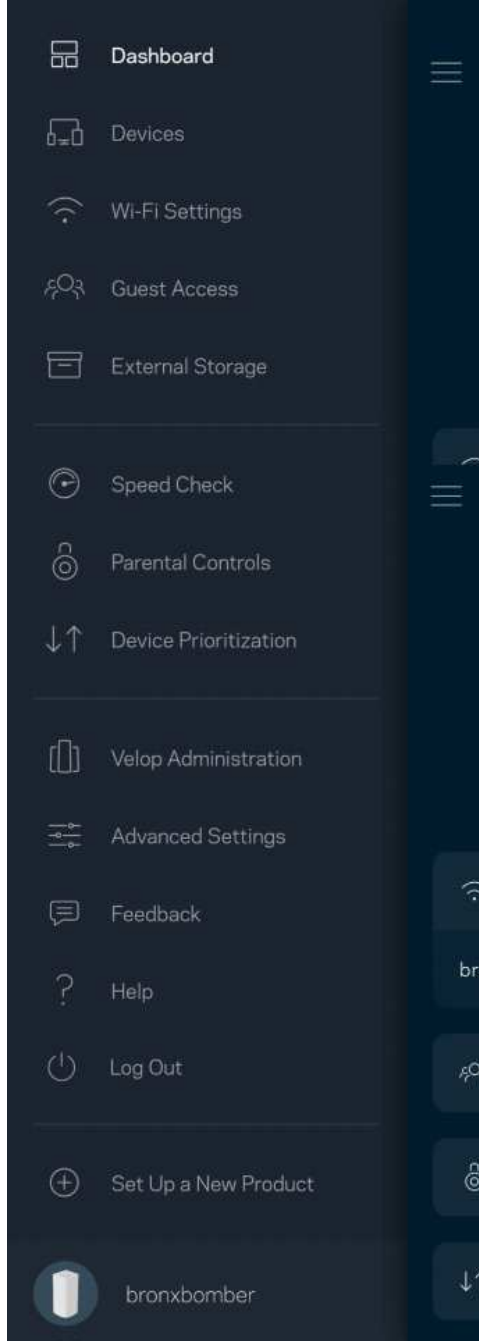 Dashboard
Devices
Wi-Fi Settings
Guest Access
External Storage
Speed Check
Parental Controls
Device Prioritization
Velop Administration
Advanced Settings
Feedback
br
Help
Log Out
Set Up a New Product
bronxbomber